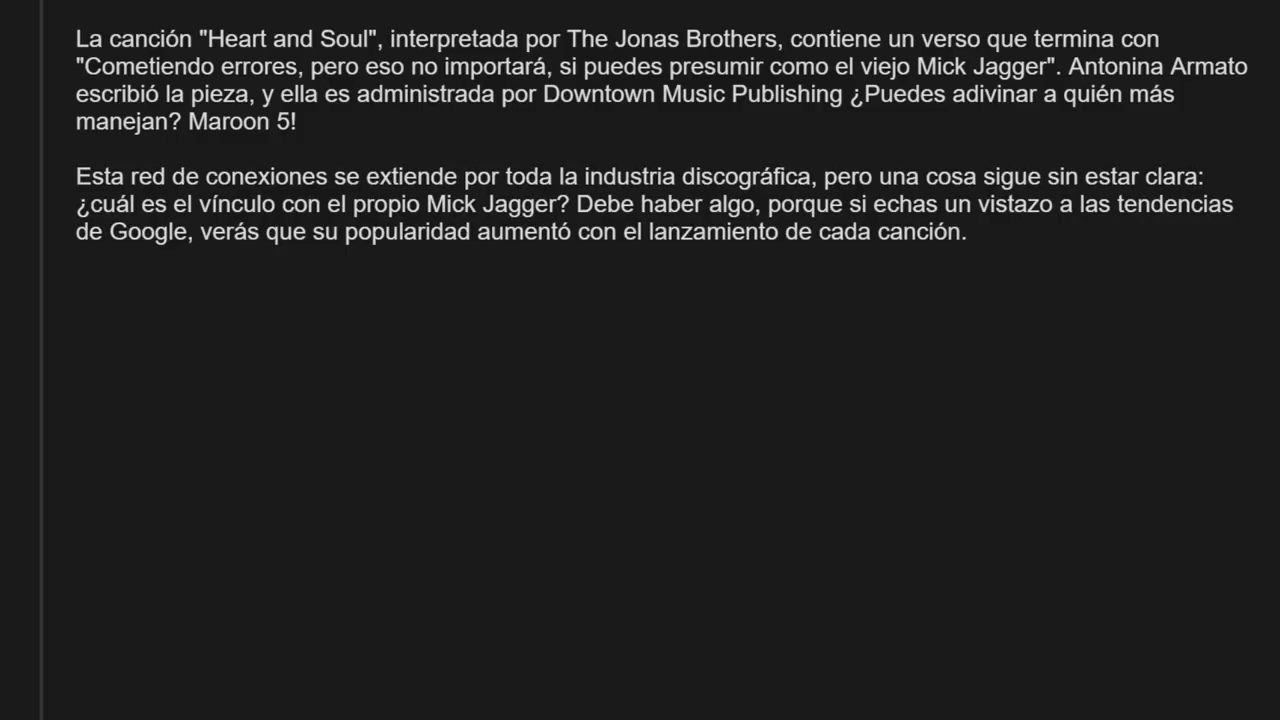 La canción "Heart and Soul", interpretada por The Jonas Brothers, contiene un verso que termina con
"Cometiendo errores, pero eso no importará, si puedes presumir como el viejo Mick Jagger". Antonina Armato
escribió la pieza, y ella es administrada por Downtown Music Publishing ¿Puedes adivinar a quién más
manejan? Maroon 5!
Esta red de conexiones se extiende por toda la industria discográfica, pero una cosa sigue sin estar clara:
¿cuál es el vínculo con el propio Mick Jagger? Debe haber algo, porque si echas un vistazo a las tendencias
de Google, verás que su popularidad aumentó con el lanzamiento de cada canción.